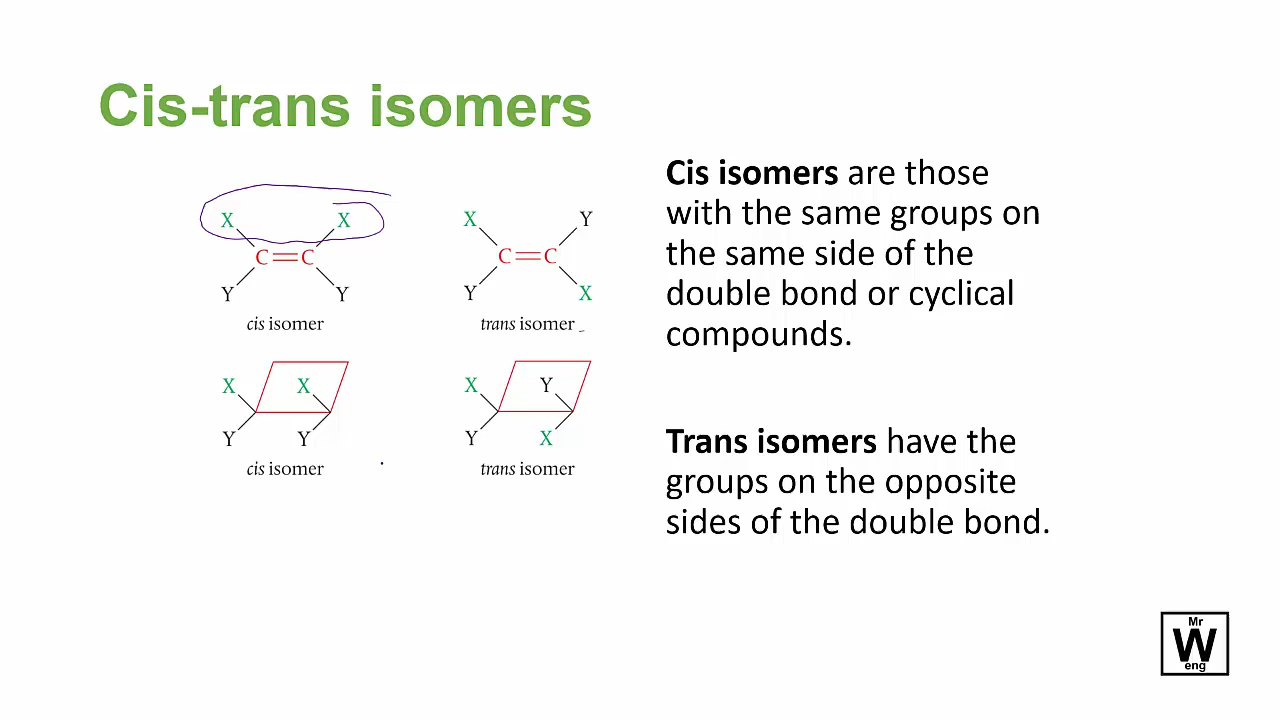 Cis-trans isomers
X X
C=C
Y Y
cis isomer
X Y
C=C
Y X
trans isomer
X X
Y Y
cis isomer
X Y
Y X
trans isomer
Cis isomers are those
with the same groups on
the same side of the
double bond or cyclical
compounds.
Trans isomers have the
groups on the opposite
sides of the double bond.
Mr
W
eng